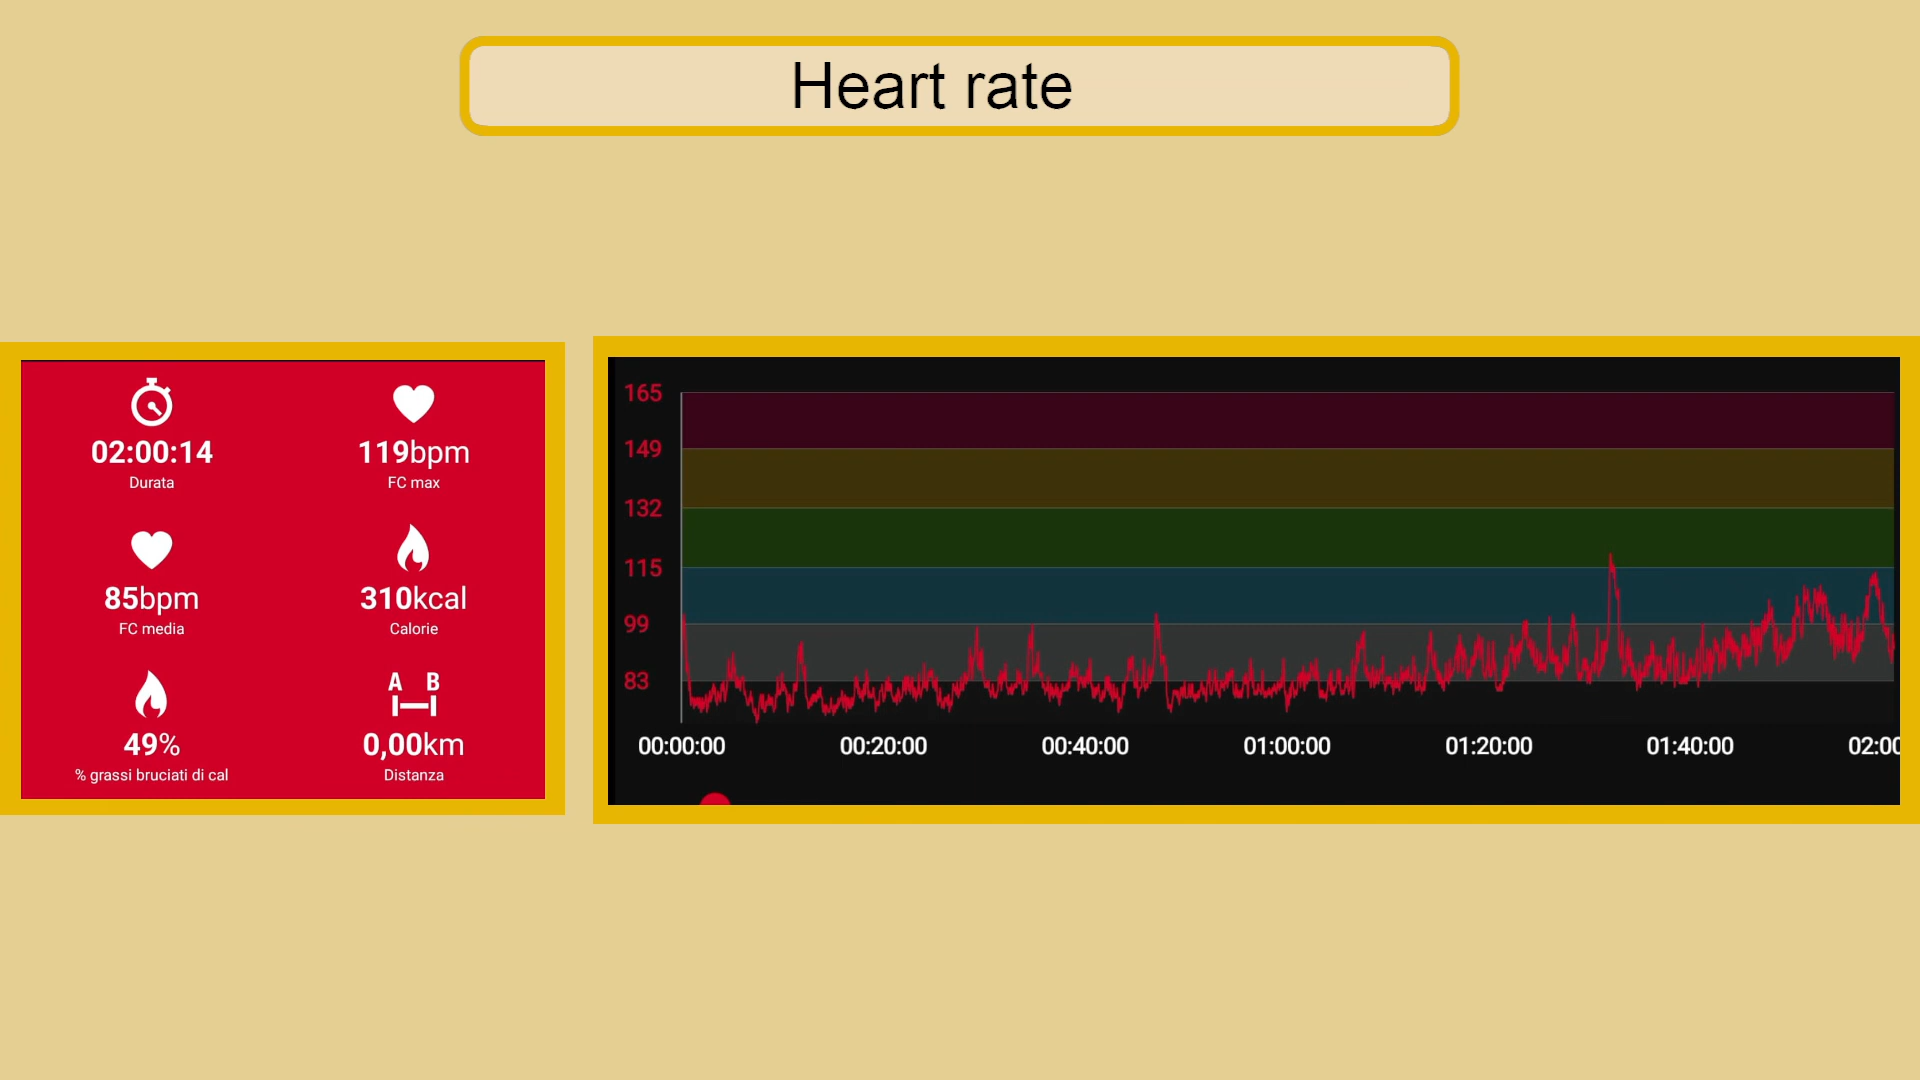 Heart rate
02:00:14
Durata
119bpm
FC max
85bpm
FC media
310kcal
Calorie
49%
% grassi bruciati di cal
A B
0,00km
Distanza
165
149
132
115
99
83
00:00:00 00:20:00 00:40:00 01:00:00 01:20:00 01:40:00 02:00